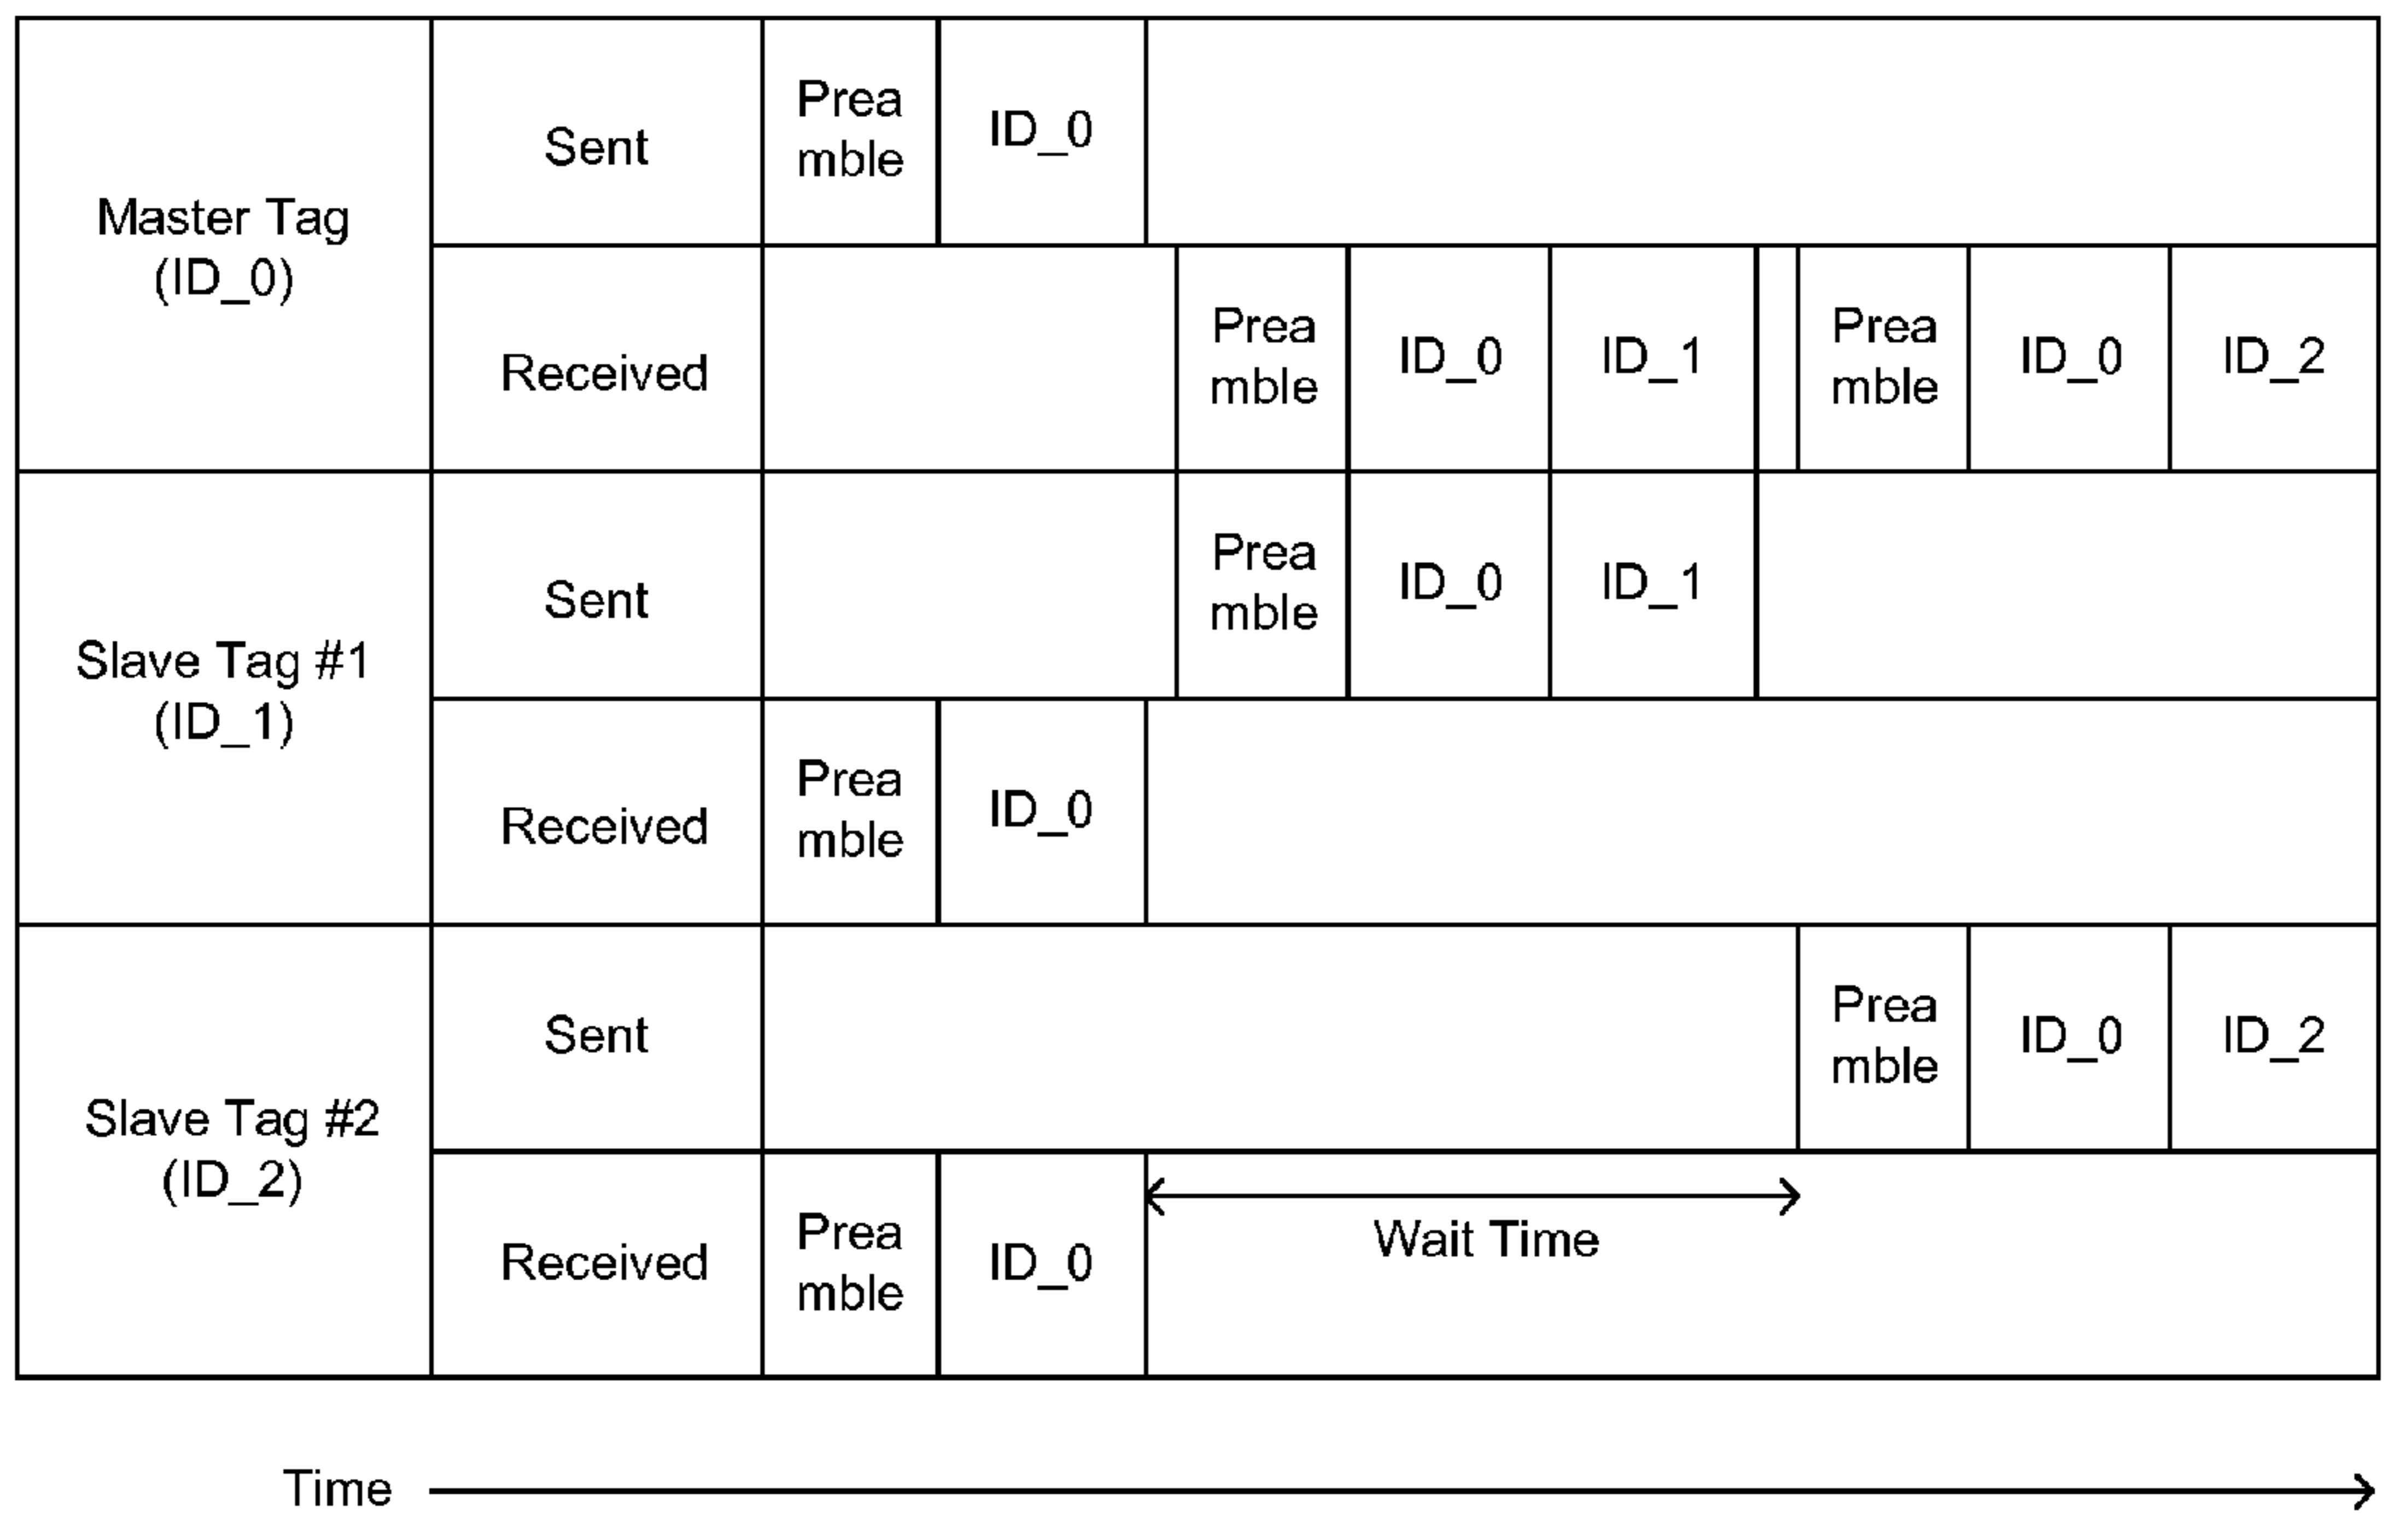 Master Tag
(ID_0)
Sent
Prea
mble
ID_0
Received
Prea
mble
ID_0
ID_1
Prea
mble
ID_0
ID_2
Slave Tag #1
(ID_1)
Sent
Prea
mble
ID_0
ID_1
Received
Prea
mble
ID_0
Slave Tag #2
(ID_2)
Sent
Prea
mble
ID_0
ID_2
Received
Prea
mble
ID_0
Wait Time
Time